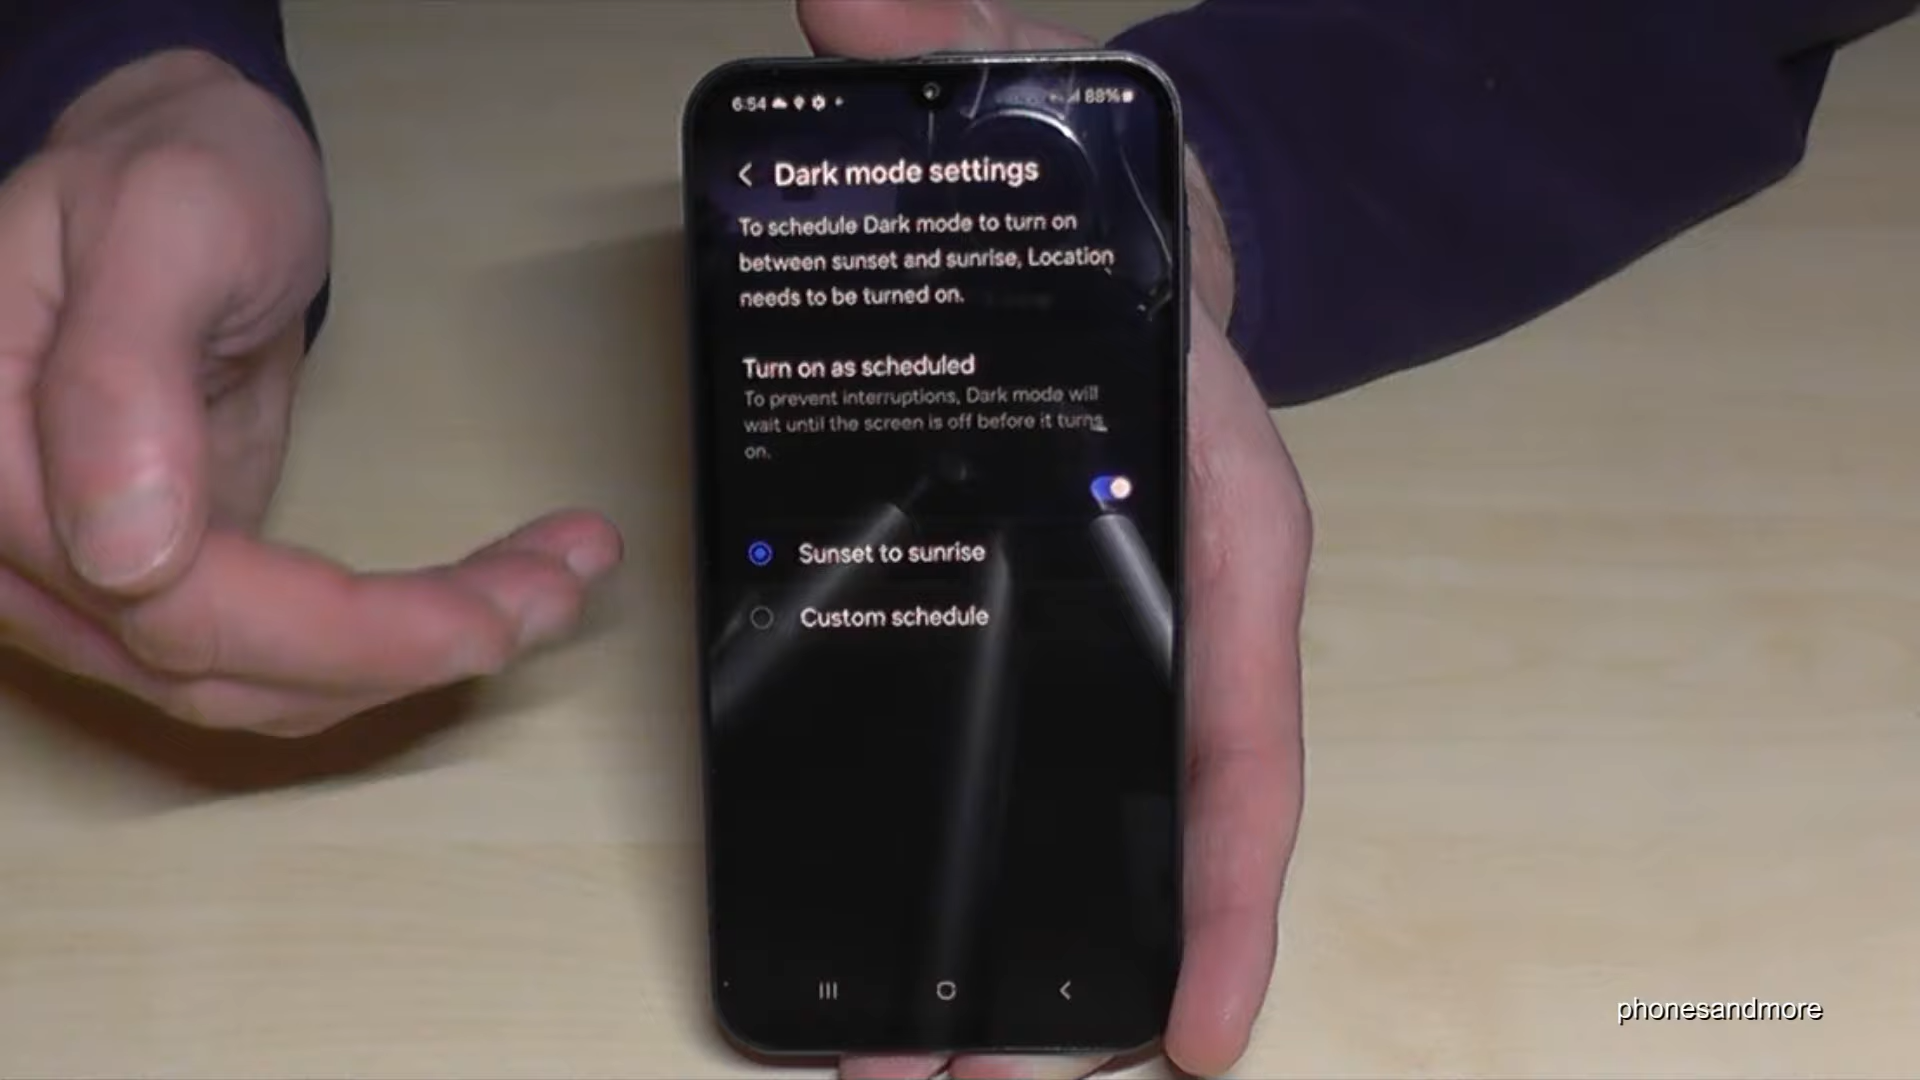 6:54
88%
Dark mode settings
To schedule Dark mode to turn on
between sunset and sunrise, Location
needs to be turned on.
Turn on as scheduled
To prevent interruptions, Dark mode will
wait until the screen is off before it turns
on.
Sunset to sunrise
Custom schedule
phonesandmore